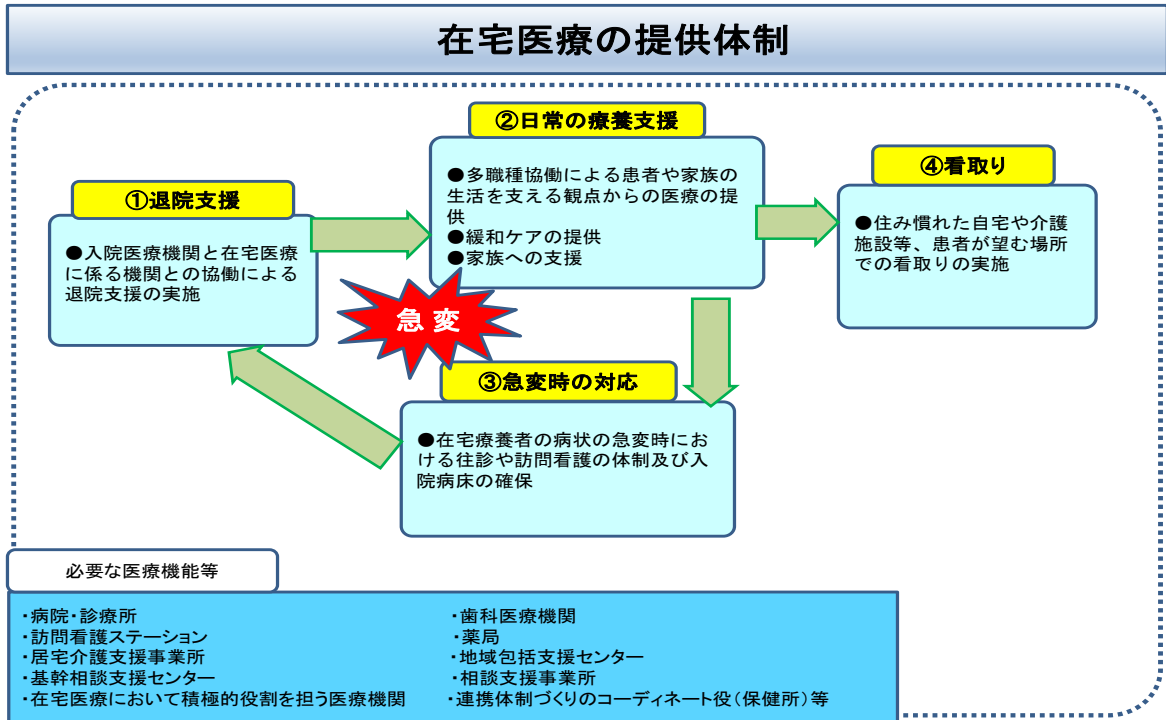 在宅医療の提供体制
①退院支援
●入院医療機関と在宅医療
に係る機関との協働による
退院支援の実施
②日常の療養支援
●多職種協働による患者や家族の
生活を支える観点からの医療の提
供
●緩和ケアの提供
●家族への支援
④看取り
●住み慣れた自宅や介護
施設等、患者が望む場所
での看取りの実施
急変
③急変時の対応
●在宅療養者の病状の急変時にお
ける往診や訪問看護の体制及び入
院病床の確保
必要な医療機能等
・病院・診療所
・訪問看護ステーション
・居宅介護支援事業所
・基幹相談支援センター
・在宅医療において積極的役割を担う医療機関
・歯科医療機関
・薬局
・地域包括支援センター
・相談支援事業所
・連携体制づくりのコーディネート役(保健所)等